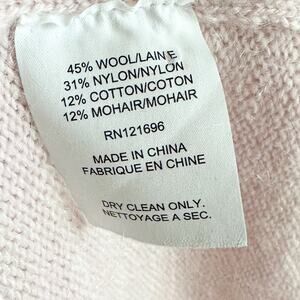 45% WOOL/LAINE
31% NYLON/NYLON
12% COTTON/COTON
12% MOHAIR/MOHAIR
RN121696
MADE IN CHINA
FABRIQUE EN CHINE
DRY CLEAN ONLY.
NETTOYAGE A SEC.